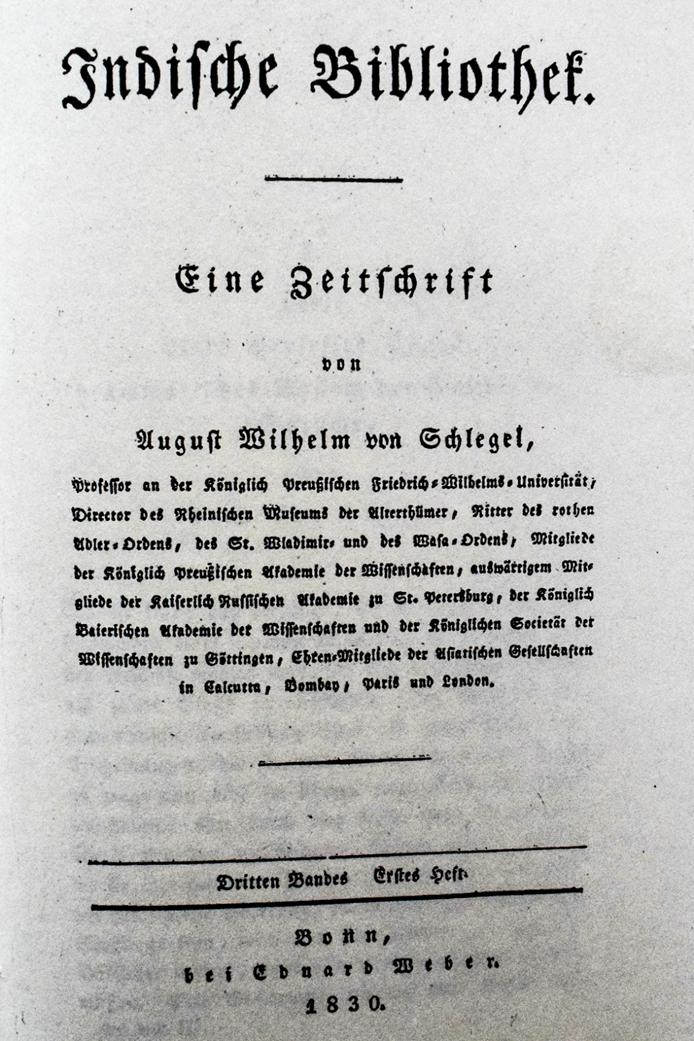 Indische Bibliothek.
Eine Zeitschrift
von
August Wilhelm von Schlegel,
Professor an der Königlich Preußischen Friedrich-Wilhelms-Universität,
Director des Rheinischen Museums der Alterthümer, Ritter des rothen
Adler-Ordens, des St. Wladimir- und des Wasa-Ordens, Mitgliede
der Königlich Preußischen Akademie der Wissenschaften, auswärtigem Mit-
gliede der Kaiserlich Russischen Akademie zu St. Petersburg, der Königlich
Baierischen Akademie der Wissenschaften und der Königlichen Societät der
Wissenschaften zu Göttingen, Ehren-Mitgliede der Asiatischen Gesellschaften
in Calcutta, Bombay, Paris und London.
Dritten Bandes Erstes Heft.
Bonn,
bei Eduard Weber.
1830.